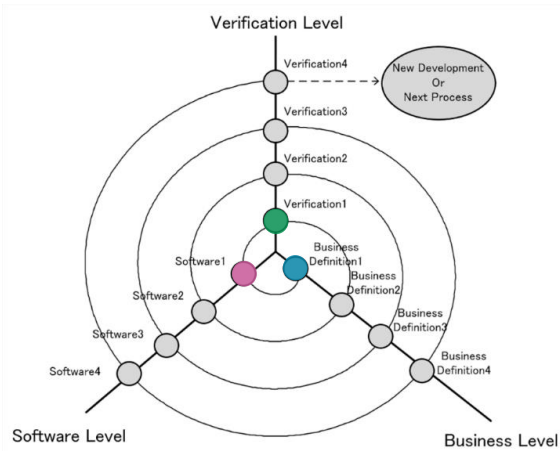 Verification Level
Verification4
New Development
Or
Next Process
Verification3
Verification2
Verification1
Software1
Business
Definition1
Business
Definition2
Software2
Business
Definition3
Software3
Business
Definition4
Software4
Software Level
Business Level